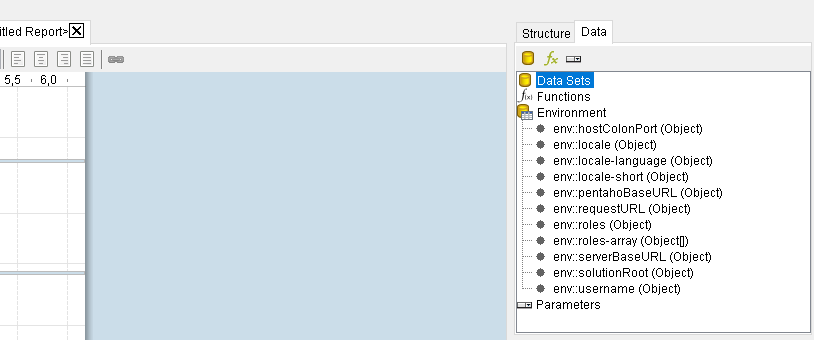 itled Report>
5,5
6,0
Structure
Data
fx
Data Sets
f(x) Functions
Environment
env::hostColonPort (Object)
env::locale (Object)
env::locale-language (Object)
env::locale-short (Object)
env::pentahoBaseURL (Object)
env::requestURL (Object)
env::roles (Object)
env::roles-array (Object[])
env::serverBaseURL (Object)
env::solutionRoot (Object)
env::username (Object)
Parameters